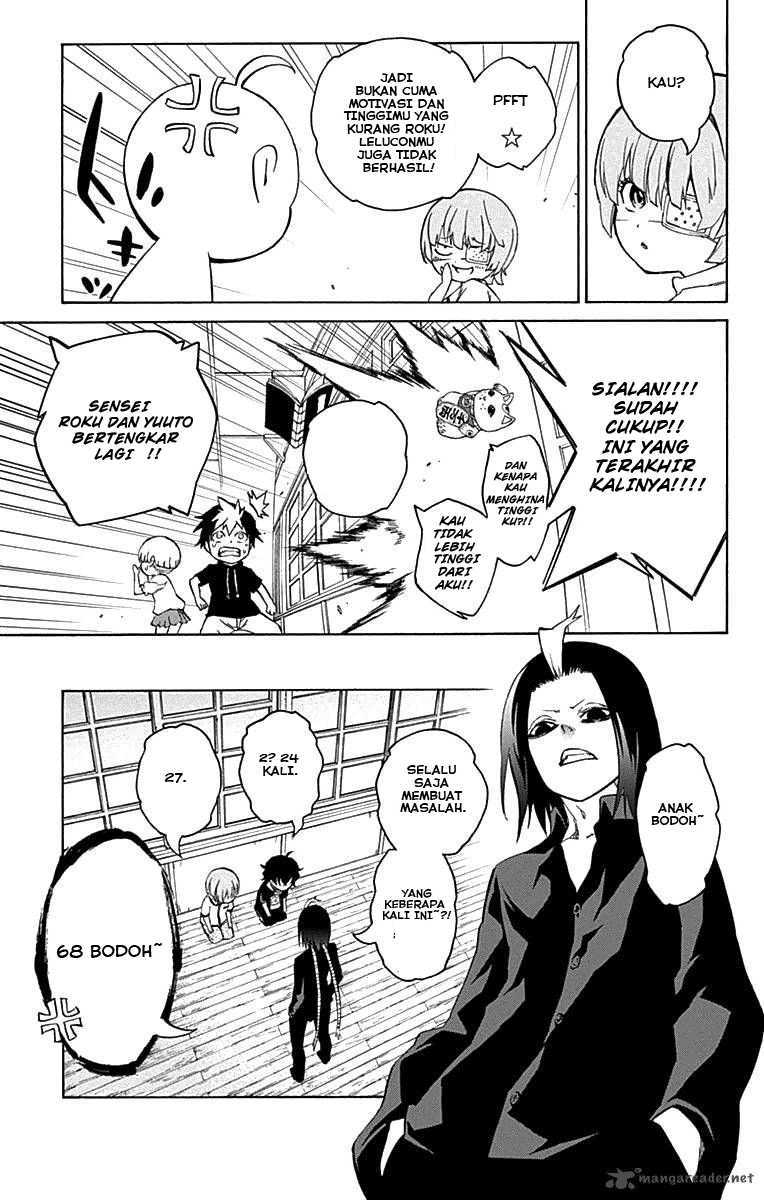 KAU?
PFFT
☆
JADI
BUKAN CUMA
MOTIVASI DAN
TINGGIMU YANG
KURANG ROKU!
LELUCONMU
JUGA TIDAK
BERHASIL!
SIALAN!!!!
SUDAH
CUKUP!!
INI YANG
TERAKHIR
KALINYA!!!!
DAN
KENAPA
KAU
MENGHINA
TINGGI
KU?!!
KAU
TIDAK
LEBIH
TINGGI
DARI
AKU!!
SENSEI
ROKU DAN YUUTO
BERTENGKAR
LAGI !!
ANAK
BODOH~
SELALU
SAJA
MEMBUAT
MASALAH.
YANG
KEBERAPA
KALI INI~?!
2? 24
KALI.
27.
68 BODOH~
mangareader.net